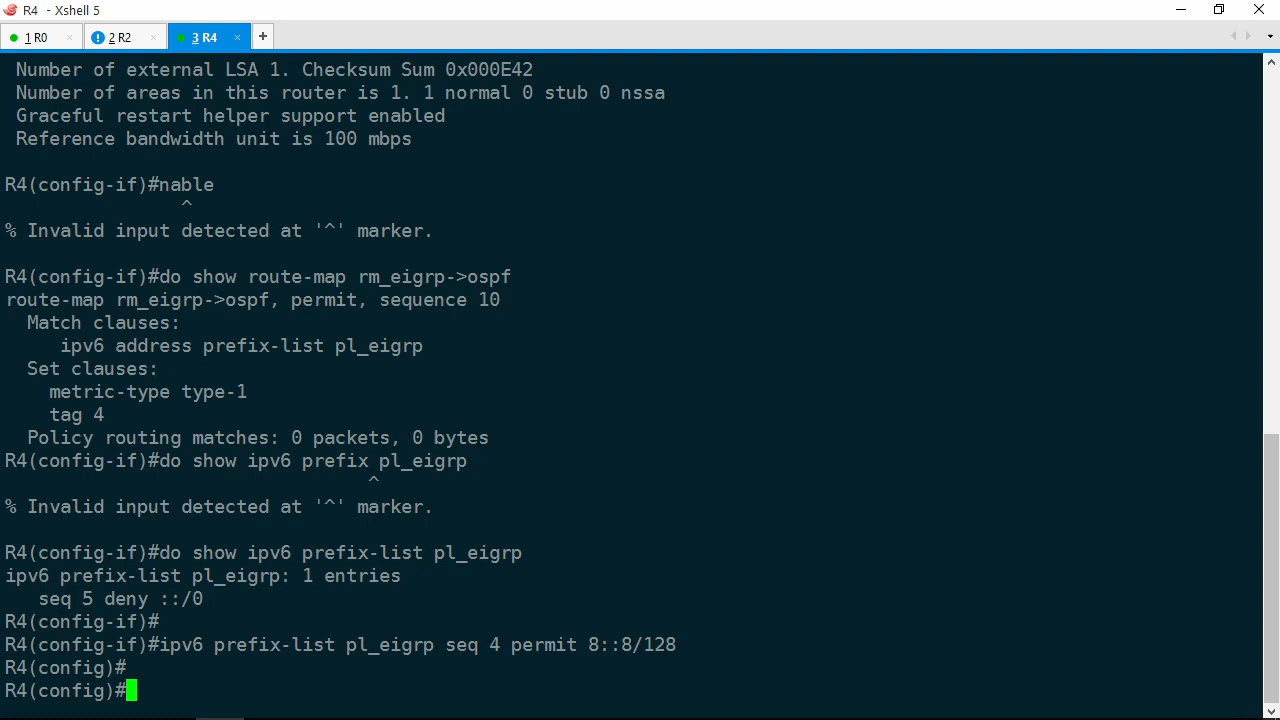 R4 - Xshell 5
1 R0 × 2 R2 × 3 R4 × +
Number of external LSA 1. Checksum Sum 0x000E42
Number of areas in this router is 1. 1 normal 0 stub 0 nssa
Graceful restart helper support enabled
Reference bandwidth unit is 100 mbps
R4(config-if)#nable
^
% Invalid input detected at '^' marker.
R4(config-if)#do show route-map rm_eigrp->ospf
route-map rm_eigrp->ospf, permit, sequence 10
Match clauses:
ipv6 address prefix-list pl_eigrp
Set clauses:
metric-type type-1
tag 4
Policy routing matches: 0 packets, 0 bytes
R4(config-if)#do show ipv6 prefix pl_eigrp
^
% Invalid input detected at '^' marker.
R4(config-if)#do show ipv6 prefix-list pl_eigrp
ipv6 prefix-list pl_eigrp: 1 entries
seq 5 deny ::/0
R4(config-if)#
R4(config-if)#ipv6 prefix-list pl_eigrp seq 4 permit 8::8/128
R4(config)#
R4(config)#